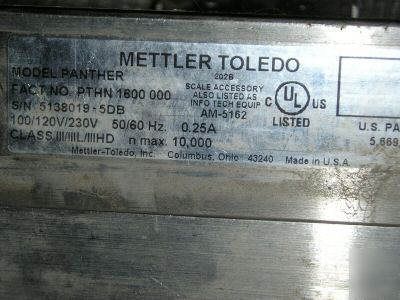 METTLER TOLEDO
MODEL PANTHER
202B
FACT NO. PTHN 1600 000
SCALE ACCESSORY
ALSO LISTED AS
INFO TECH EQUIP
AM-5162
C UL ®
LISTED
S/N 5138019-5DB
100/120V/230V 50/60 Hz. 0.25A
CLASS III/IIIL/IIIHD n max. 10,000
Mettler-Toledo, Inc. Columbus, Ohio 43240 Made in U.S.A.
U.S. PA
5,669,